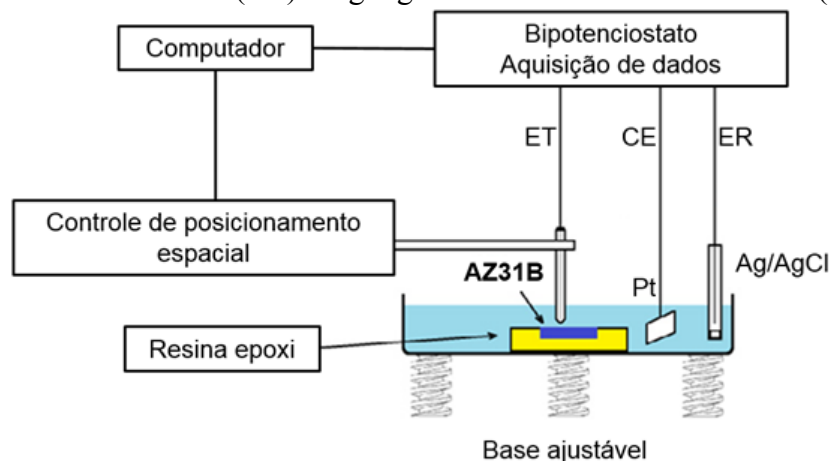 Computador
Bipotenciostato
Aquisição de dados
ET
CE
ER
Controle de posicionamento
espacial
AZ31B
Pt
Ag/AgCl
Resina epoxi
Base ajustável